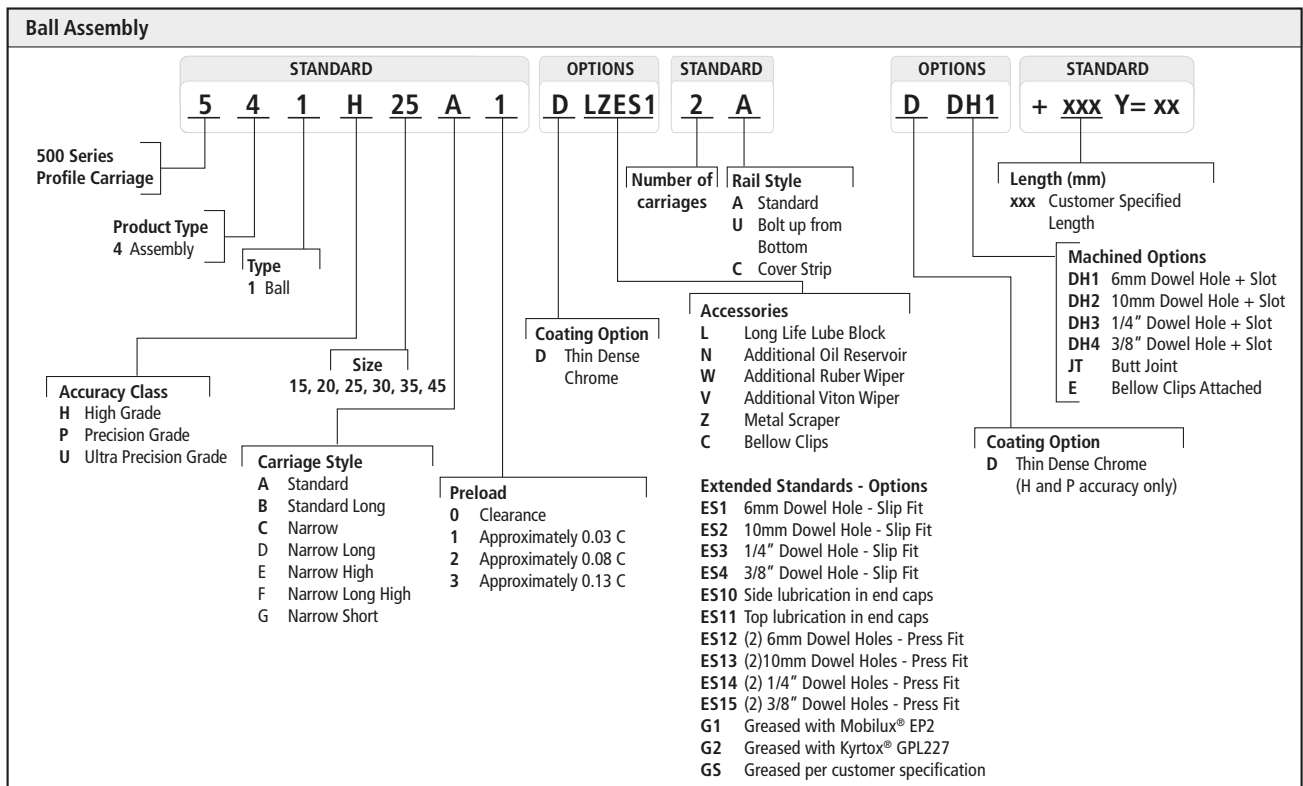 Ball Assembly
STANDARD OPTIONS STANDARD OPTIONS STANDARD
5 4 1 H 25 A 1 D LZES1 2 A D DH1 + xxx Y= xx
500 Series
Profile Carriage
Product Type
4 Assembly
Type
1 Ball
Accuracy Class
H High Grade
P Precision Grade
U Ultra Precision Grade
Size
15, 20, 25, 30, 35, 45
Carriage Style
A Standard
B Standard Long
C Narrow
D Narrow Long
E Narrow High
F Narrow Long High
G Narrow Short
Preload
0 Clearance
1 Approximately 0.03 C
2 Approximately 0.08 C
3 Approximately 0.13 C
Coating Option
D Thin Dense
Chrome
Number of
carriages
Rail Style
A Standard
U Bolt up from
Bottom
C Cover Strip
Accessories
L Long Life Lube Block
N Additional Oil Reservoir
W Additional Ruber Wiper
V Additional Viton Wiper
Z Metal Scraper
C Bellow Clips
Extended Standards - Options
ES1 6mm Dowel Hole - Slip Fit
ES2 10mm Dowel Hole - Slip Fit
ES3 1/4" Dowel Hole - Slip Fit
ES4 3/8" Dowel Hole - Slip Fit
ES10 Side lubrication in end caps
ES11 Top lubrication in end caps
ES12 (2) 6mm Dowel Holes - Press Fit
ES13 (2)10mm Dowel Holes - Press Fit
ES14 (2) 1/4" Dowel Holes - Press Fit
ES15 (2) 3/8" Dowel Holes - Press Fit
G1 Greased with Mobilux® EP2
G2 Greased with Kyrtox® GPL227
GS Greased per customer specification
Length (mm)
xxx Customer Specified
Length
Machined Options
DH1 6mm Dowel Hole + Slot
DH2 10mm Dowel Hole + Slot
DH3 1/4" Dowel Hole + Slot
DH4 3/8" Dowel Hole + Slot
JT Butt Joint
E Bellow Clips Attached
Coating Option
D Thin Dense Chrome
(H and P accuracy only)